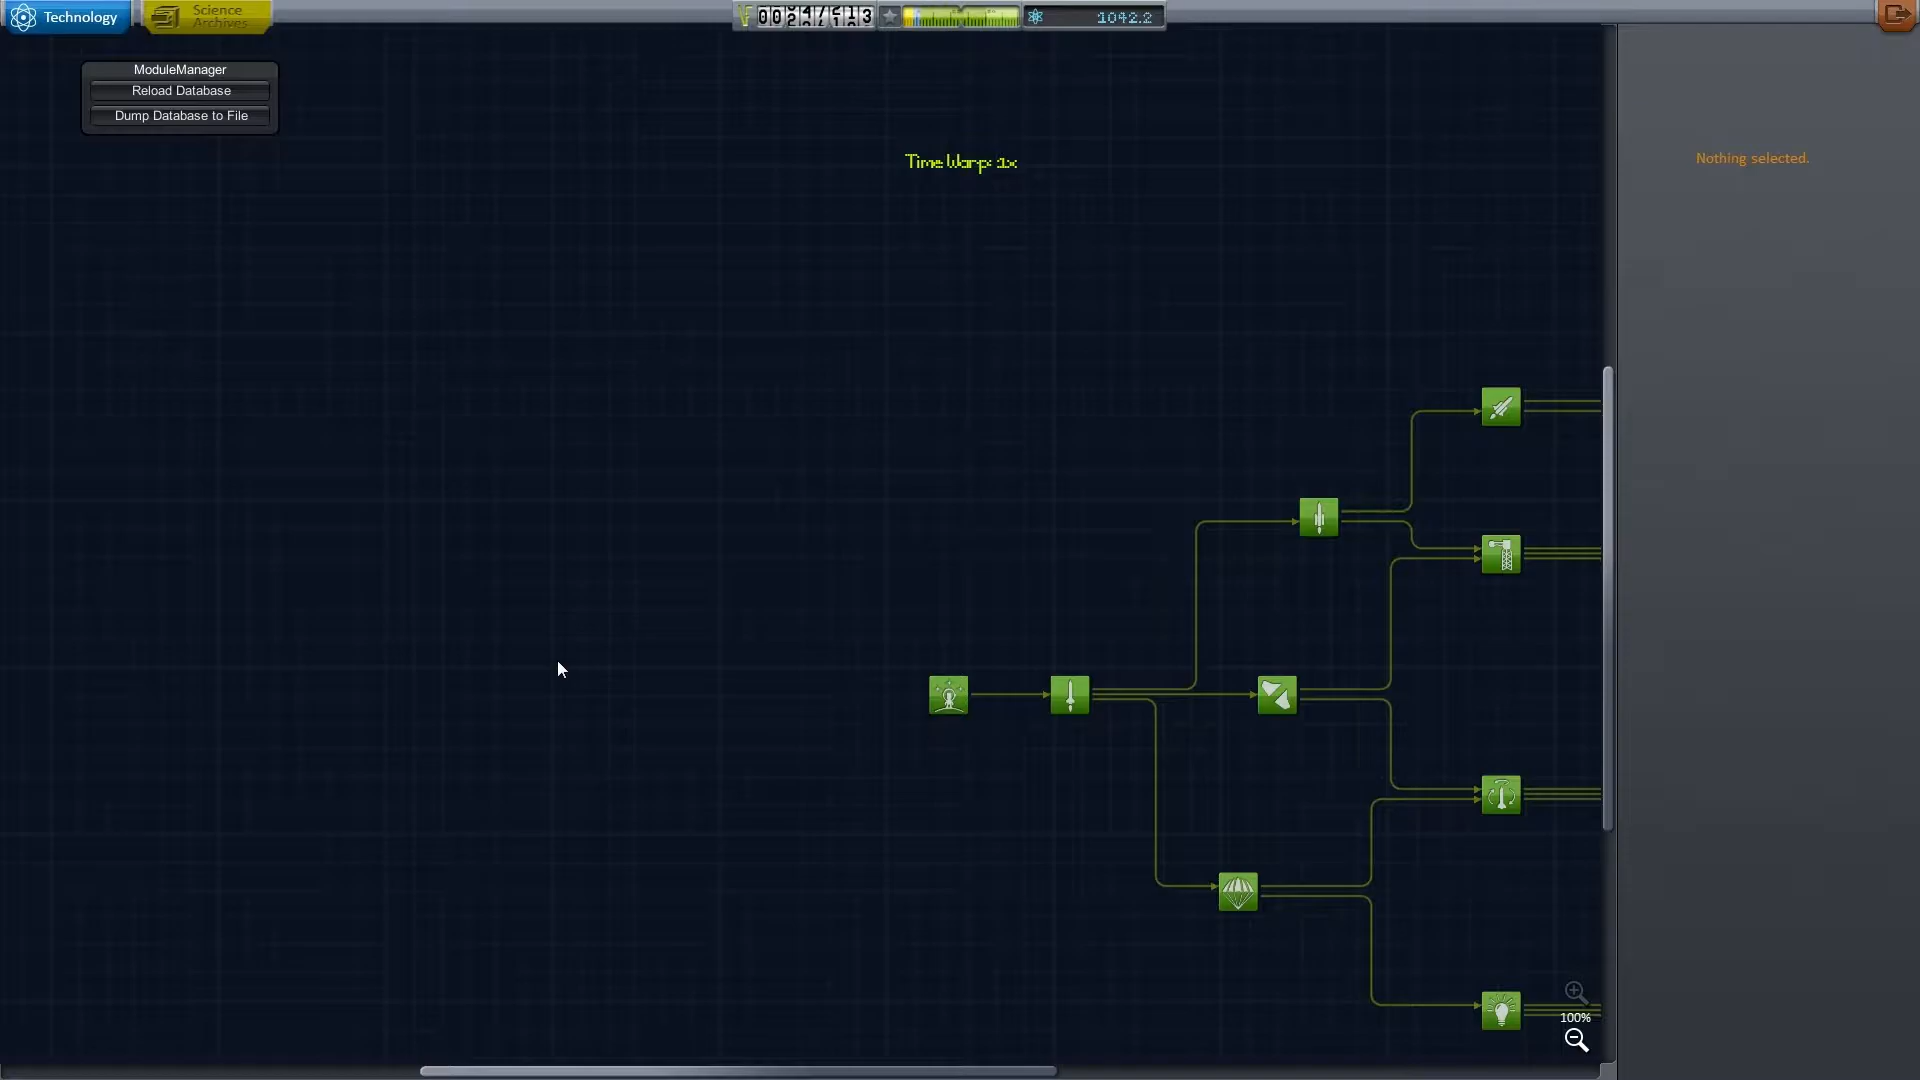 Technology
Science
Archives
1042.2
ModuleManager
Reload Database
Dump Database to File
Time Warp: 1x
Nothing selected.
100%